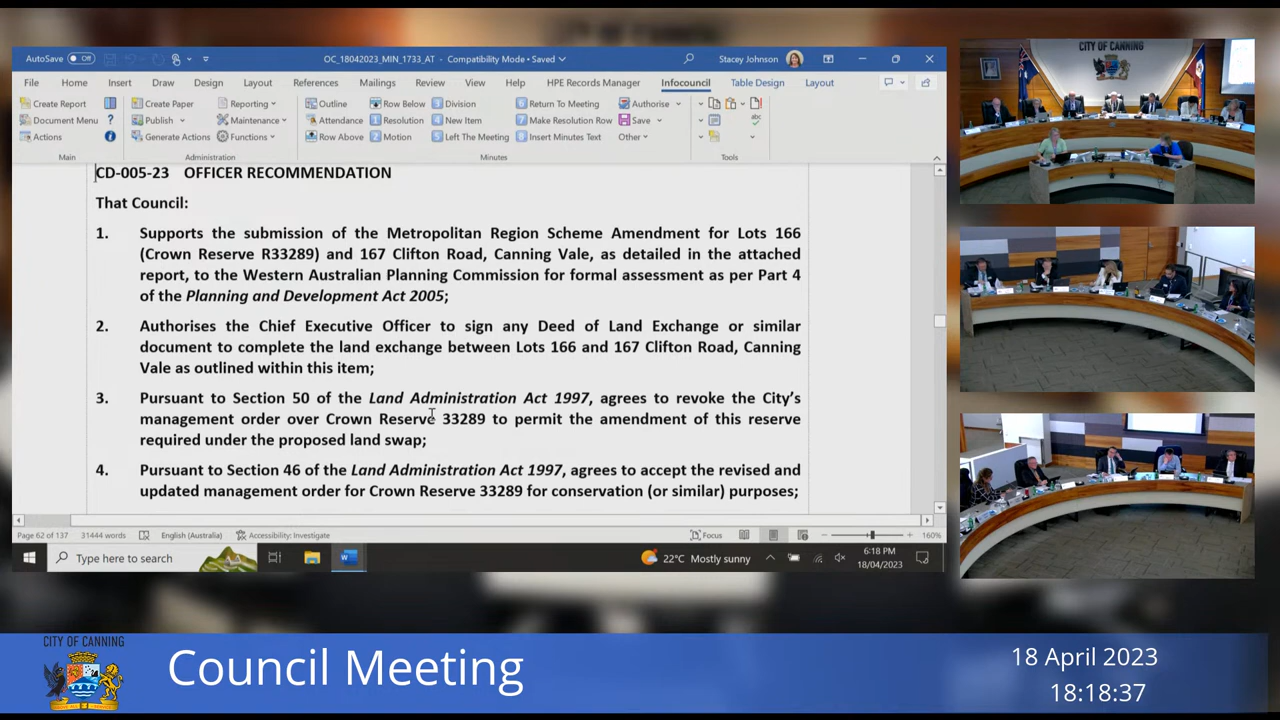 CITY OF CANNING
AutoSave Off
OC_18042023_MIN_1733_AT - Compatibility Mode • Saved
Stacey Johnson
File Home Insert Draw Design Layout References Mailings Review View Help HPE Records Manager Infocouncil Table Design Layout
Create Report Create Paper Reporting Outline Row Below Division Return To Meeting Authorise
Document Menu Publish Maintenance Attendance Resolution New Item Make Resolution Row Save
Actions Generate Actions Functions Row Above Motion Left The Meeting Insert Minutes Text Other
Main Administration Minutes Tools
CD-005-23 OFFICER RECOMMENDATION
That Council:
1. Supports the submission of the Metropolitan Region Scheme Amendment for Lots 166
(Crown Reserve R33289) and 167 Clifton Road, Canning Vale, as detailed in the attached
report, to the Western Australian Planning Commission for formal assessment as per Part 4
of the Planning and Development Act 2005;
2. Authorises the Chief Executive Officer to sign any Deed of Land Exchange or similar
document to complete the land exchange between Lots 166 and 167 Clifton Road, Canning
Vale as outlined within this item;
3. Pursuant to Section 50 of the Land Administration Act 1997, agrees to revoke the City's
management order over Crown Reserve 33289 to permit the amendment of this reserve
required under the proposed land swap;
4. Pursuant to Section 46 of the Land Administration Act 1997, agrees to accept the revised and
updated management order for Crown Reserve 33289 for conservation (or similar) purposes;
Page 62 of 137 31444 words English (Australia) Accessibility: Investigate Focus 160%
Type here to search 22°C Mostly sunny 6:18 PM
18/04/2023
CITY OF CANNING
Council Meeting
18 April 2023
18:18:37